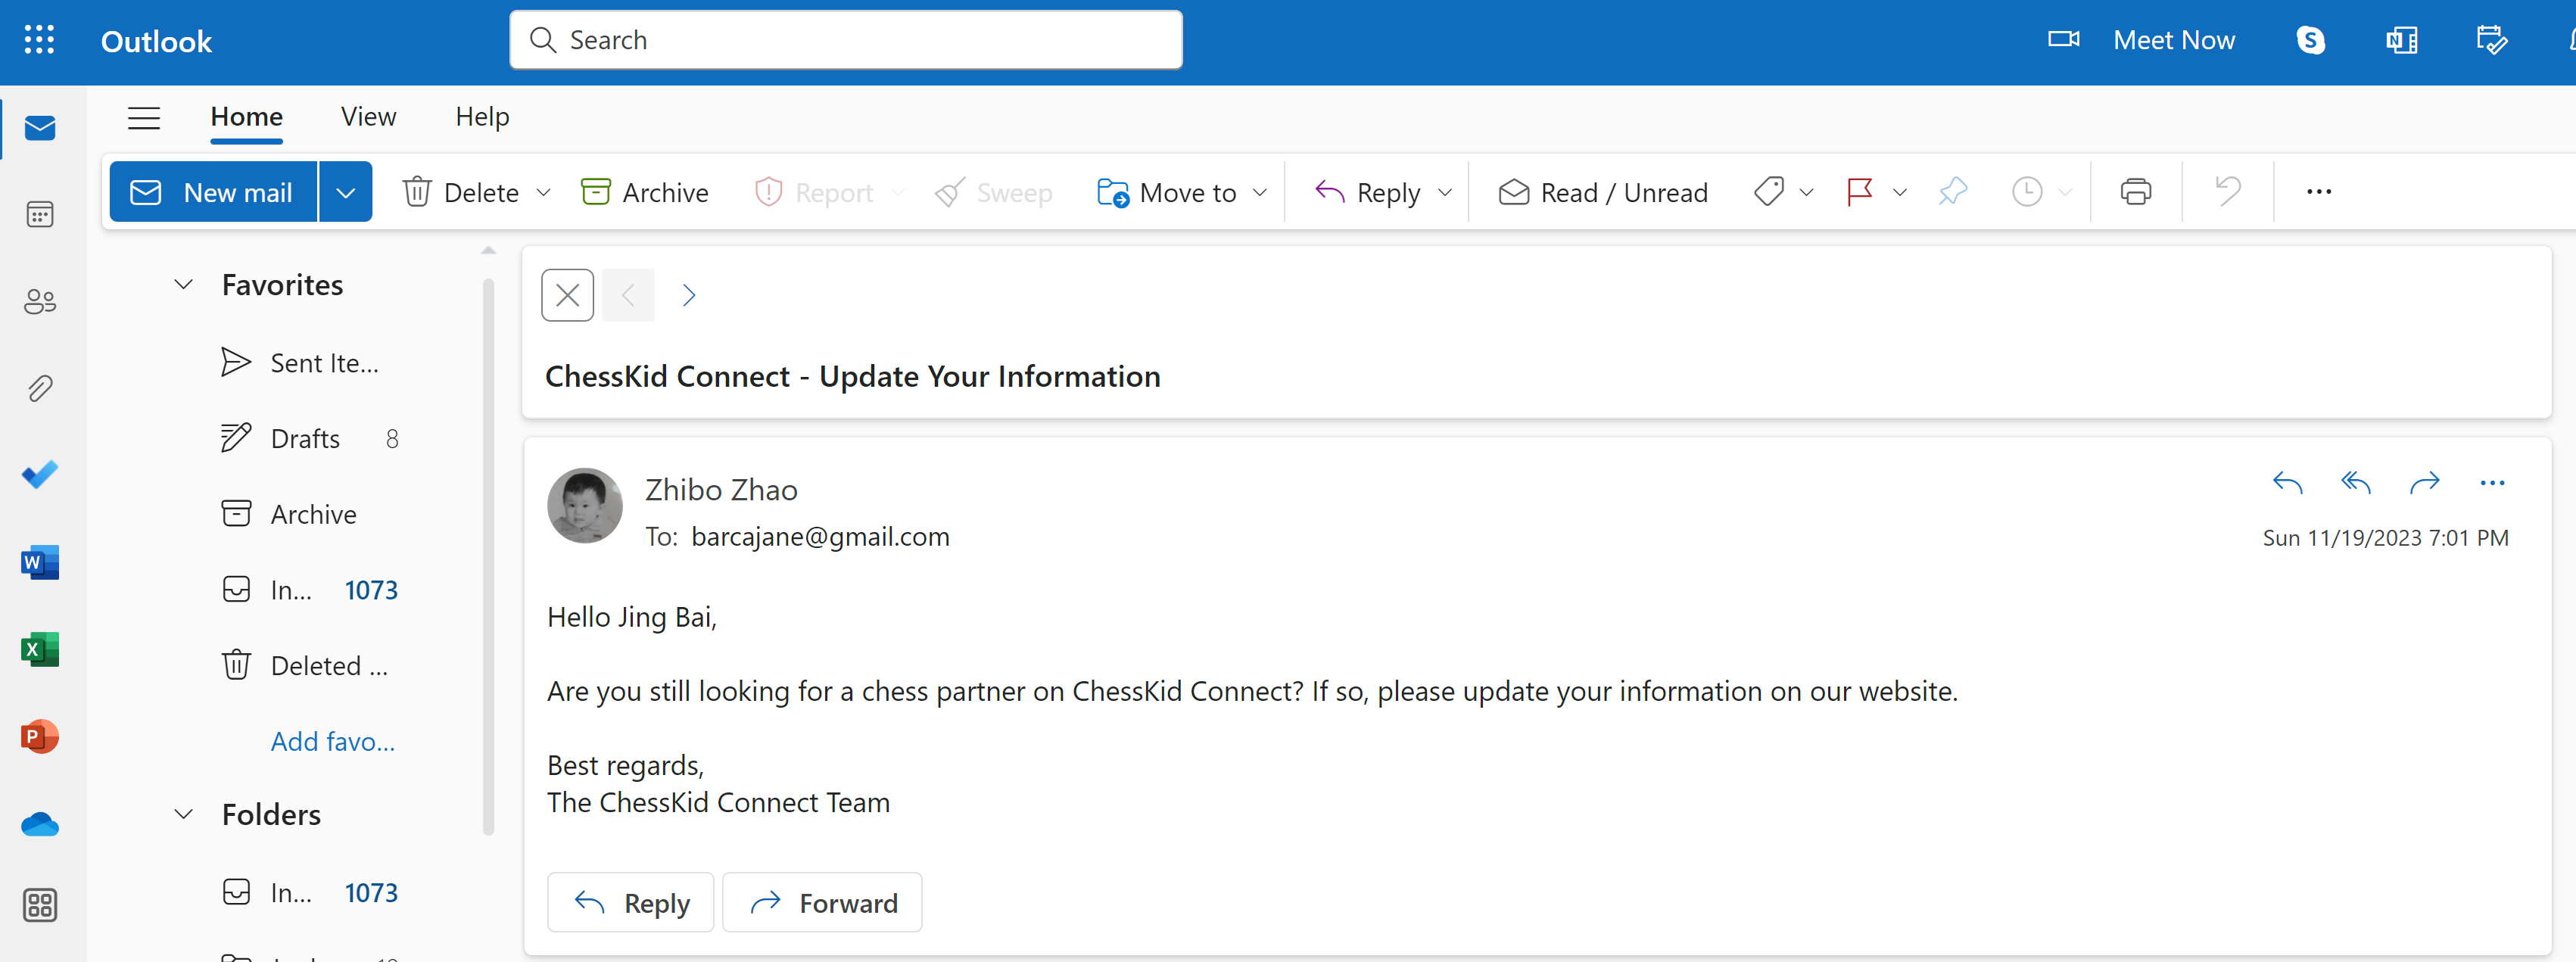 Outlook
Search
Meet Now
Home View Help
New mail Delete Archive Report Sweep Move to Reply Read / Unread
Favorites
Sent Ite...
Drafts 8
Archive
In... 1073
Deleted ...
Add favo...
Folders
In... 1073
ChessKid Connect - Update Your Information
Zhibo Zhao
To: barcajane@gmail.com
Sun 11/19/2023 7:01 PM
Hello Jing Bai,
Are you still looking for a chess partner on ChessKid Connect? If so, please update your information on our website.
Best regards,
The ChessKid Connect Team
Reply Forward